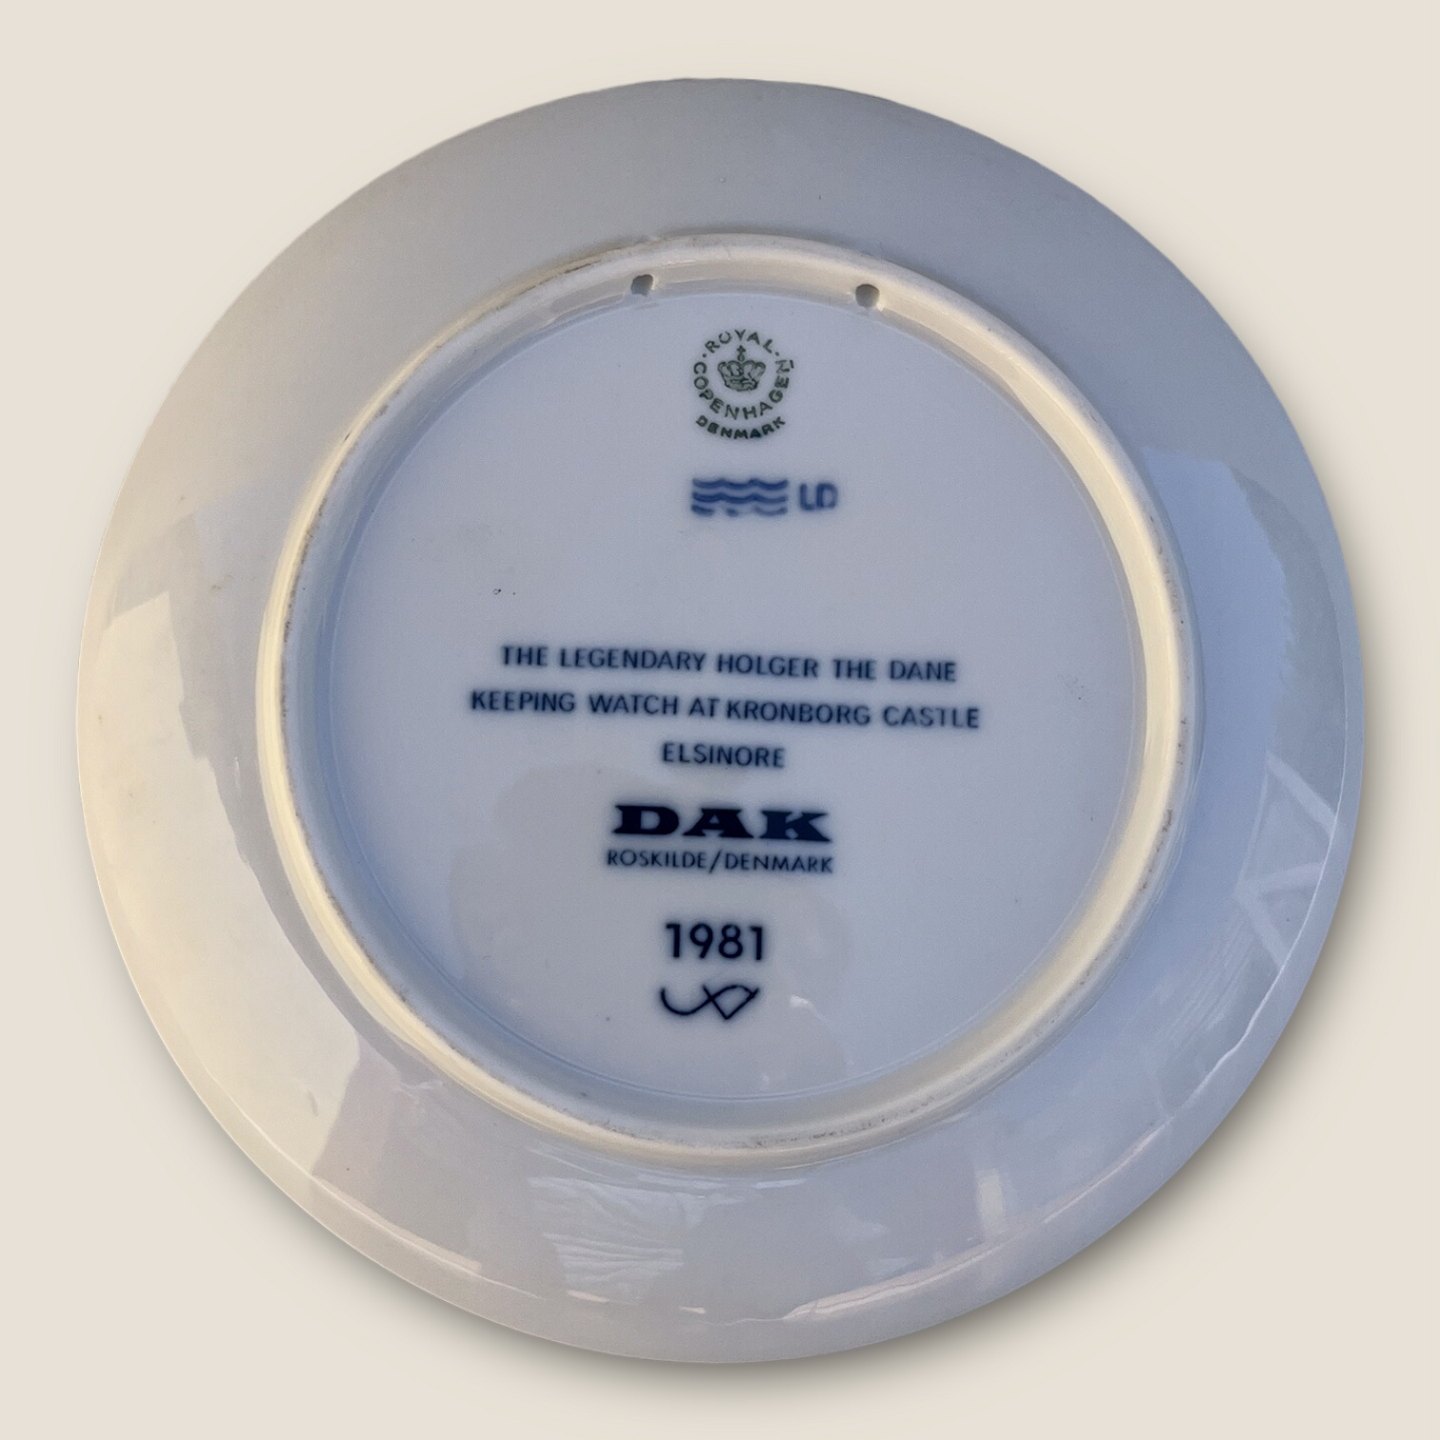 ROYAL
COPENHAGEN
DENMARK
LD
THE LEGENDARY HOLGER THE DANE
KEEPING WATCH AT KRONBORG CASTLE
ELSINORE
DAK
ROSKILDE/DENMARK
1981